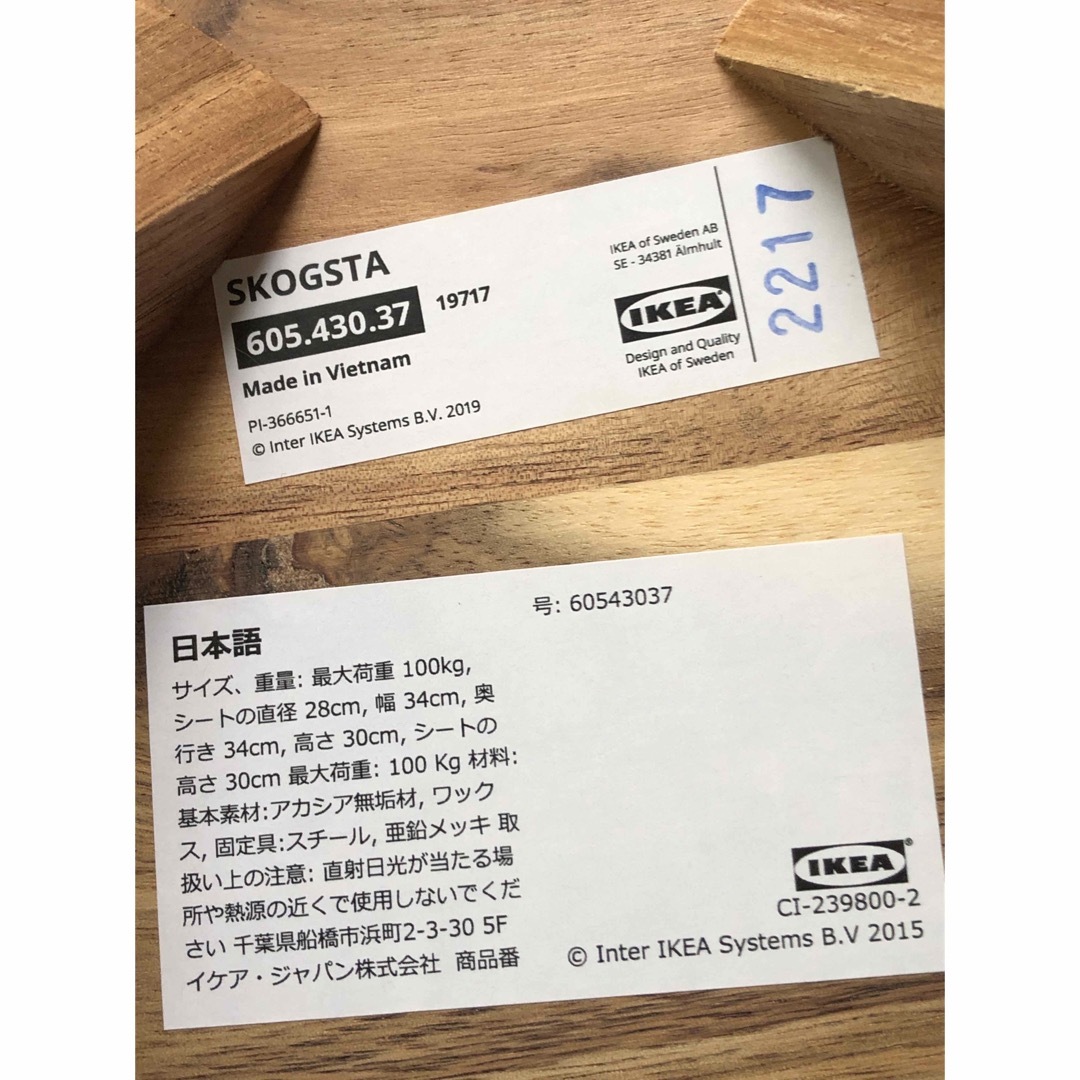 SKOGSTA
605.430.37
19717
Made in Vietnam
PI-366651-1
© Inter IKEA Systems B.V. 2019
IKEA of Sweden AB
SE - 34381 Älmhult
IKEA®
Design and Quality
IKEA of Sweden
2217
日本語
サイズ、重量: 最大荷重 100kg,
シートの直径 28cm, 幅 34cm, 奥
行き 34cm, 高さ 30cm, シートの
高さ 30cm 最大荷重: 100 Kg 材料:
基本素材:アカシア無垢材, ワック
ス, 固定具:スチール, 亜鉛メッキ 取
扱い上の注意: 直射日光が当たる場
所や熱源の近くで使用しないでくだ
さい 千葉県船橋市浜町2-3-30 5F
イケア・ジャパン株式会社 商品番
号: 60543037
IKEA®
CI-239800-2
© Inter IKEA Systems B.V 2015